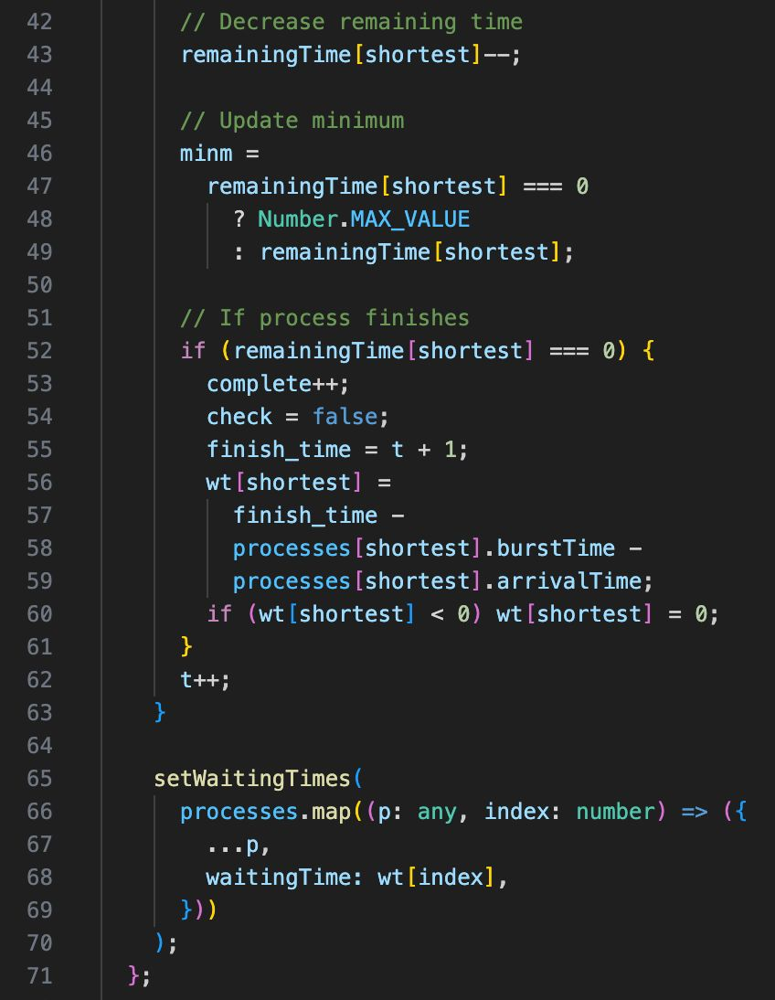 42 // Decrease remaining time
43 remainingTime[shortest]--;
44
45 // Update minimum
46 minm =
47 remainingTime[shortest] === 0
48 ? Number.MAX_VALUE
49 : remainingTime[shortest];
50
51 // If process finishes
52 if (remainingTime[shortest] === 0) {
53 complete++;
54 check = false;
55 finish_time = t + 1;
56 wt[shortest] =
57 finish_time -
58 processes[shortest].burstTime -
59 processes[shortest].arrivalTime;
60 if (wt[shortest] < 0) wt[shortest] = 0;
61 }
62 t++;
63 }
64
65 setWaitingTimes(
66 processes.map((p: any, index: number) => ({
67 ...p,
68 waitingTime: wt[index],
69 }))
70 );
71 };